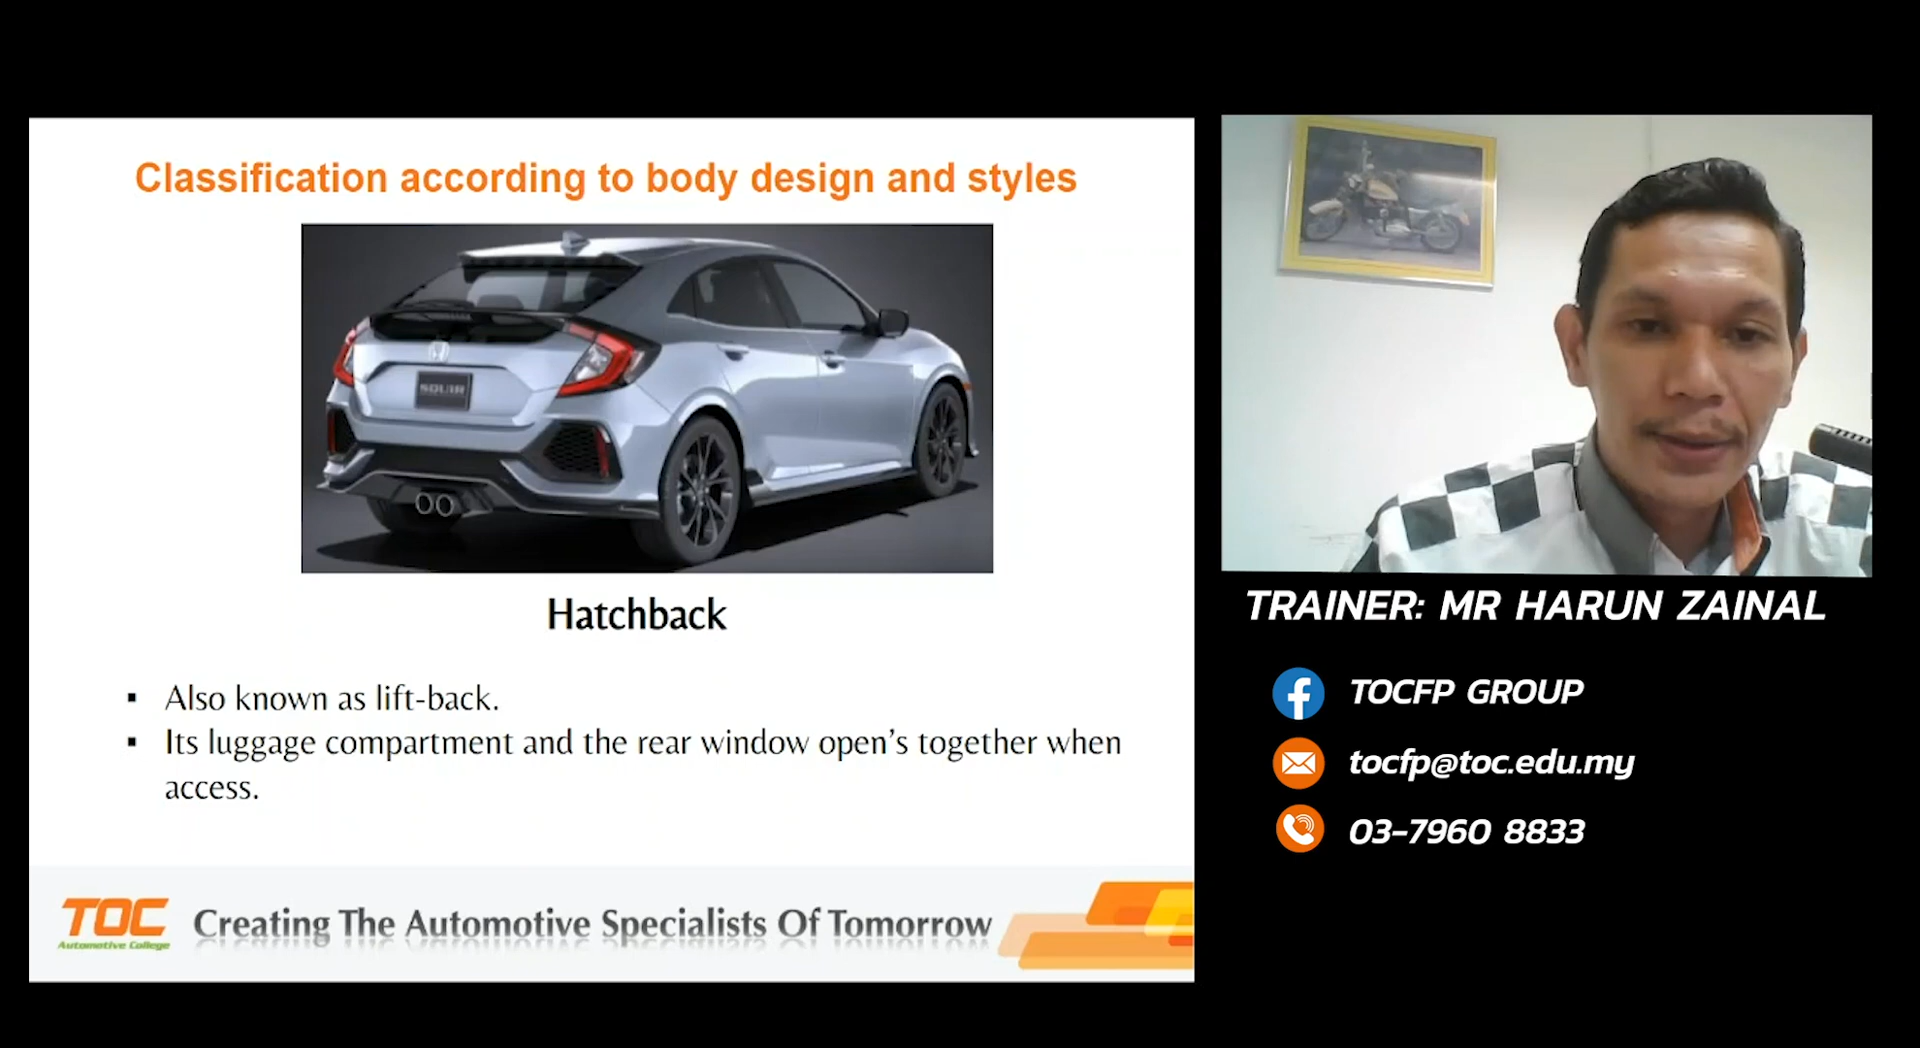 Classification according to body design and styles
SQUIR
Hatchback
▪ Also known as lift-back.
▪ Its luggage compartment and the rear window open's together when
access.
TOC
Automotive College
Creating The Automotive Specialists Of Tomorrow
TRAINER: MR HARUN ZAINAL
TOCFP GROUP
tocfp@toc.edu.my
03-7960 8833